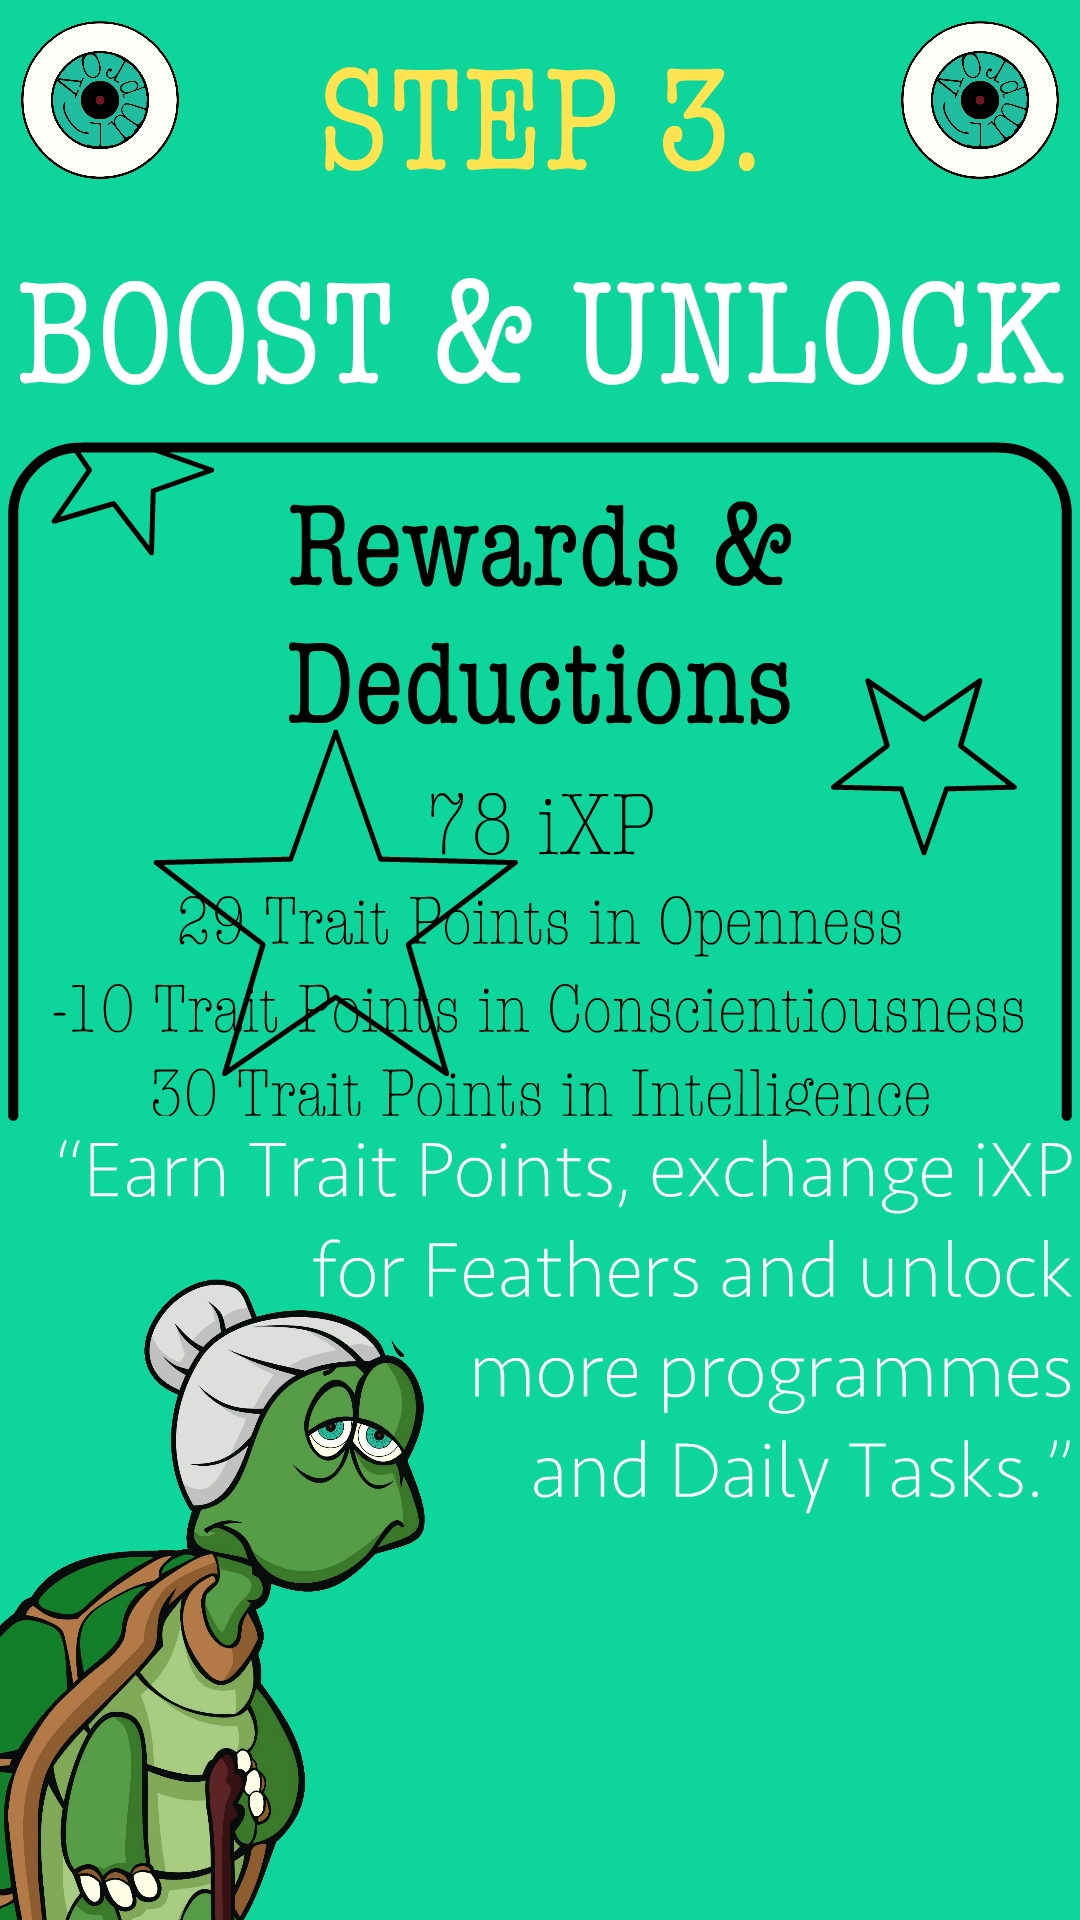 STEP 3.
BOOST & UNLOCK
Rewards &
Deductions
78 iXP
29 Trait Points in Openness
-10 Trait Points in Conscientiousness
30 Trait Points in Intelligence
“Earn Trait Points, exchange iXP
for Feathers and unlock
more programmes
and Daily Tasks.”